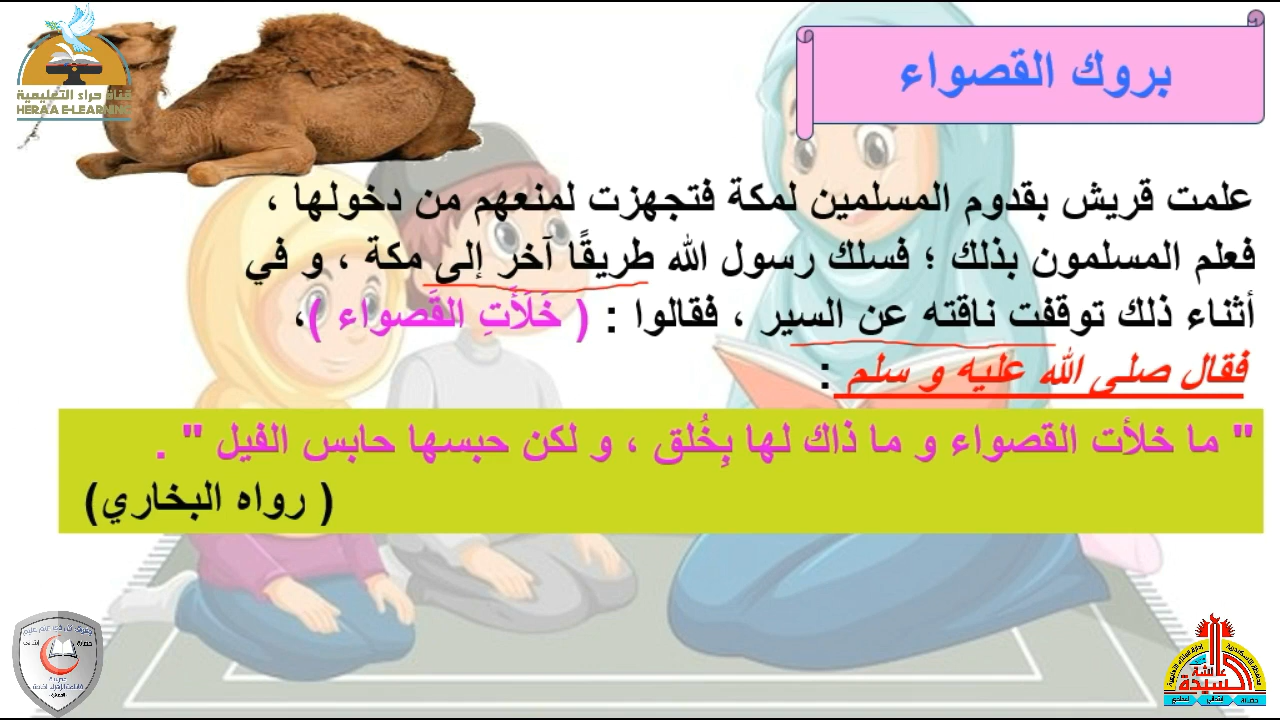 بروك القصواء
قناة حراء التعليمية
HERAA E-LEARNING
علمت قريش بقدوم المسلمين لمكة فتجهزت لمنعهم من دخولها ،
فعلم المسلمون بذلك ؛ فسلك رسول الله طريقًا آخر إلى مكة ، و في
أثناء ذلك توقفت ناقته عن السير ، فقالوا : ( خَلَأَتِ القَصواء )،
فقال صلى الله عليه و سلم :
" ما خلأت القصواء و ما ذاك لها بِخُلق ، و لكن حبسها حابس الفيل " .
( رواه البخاري)
عائشة
السيدة